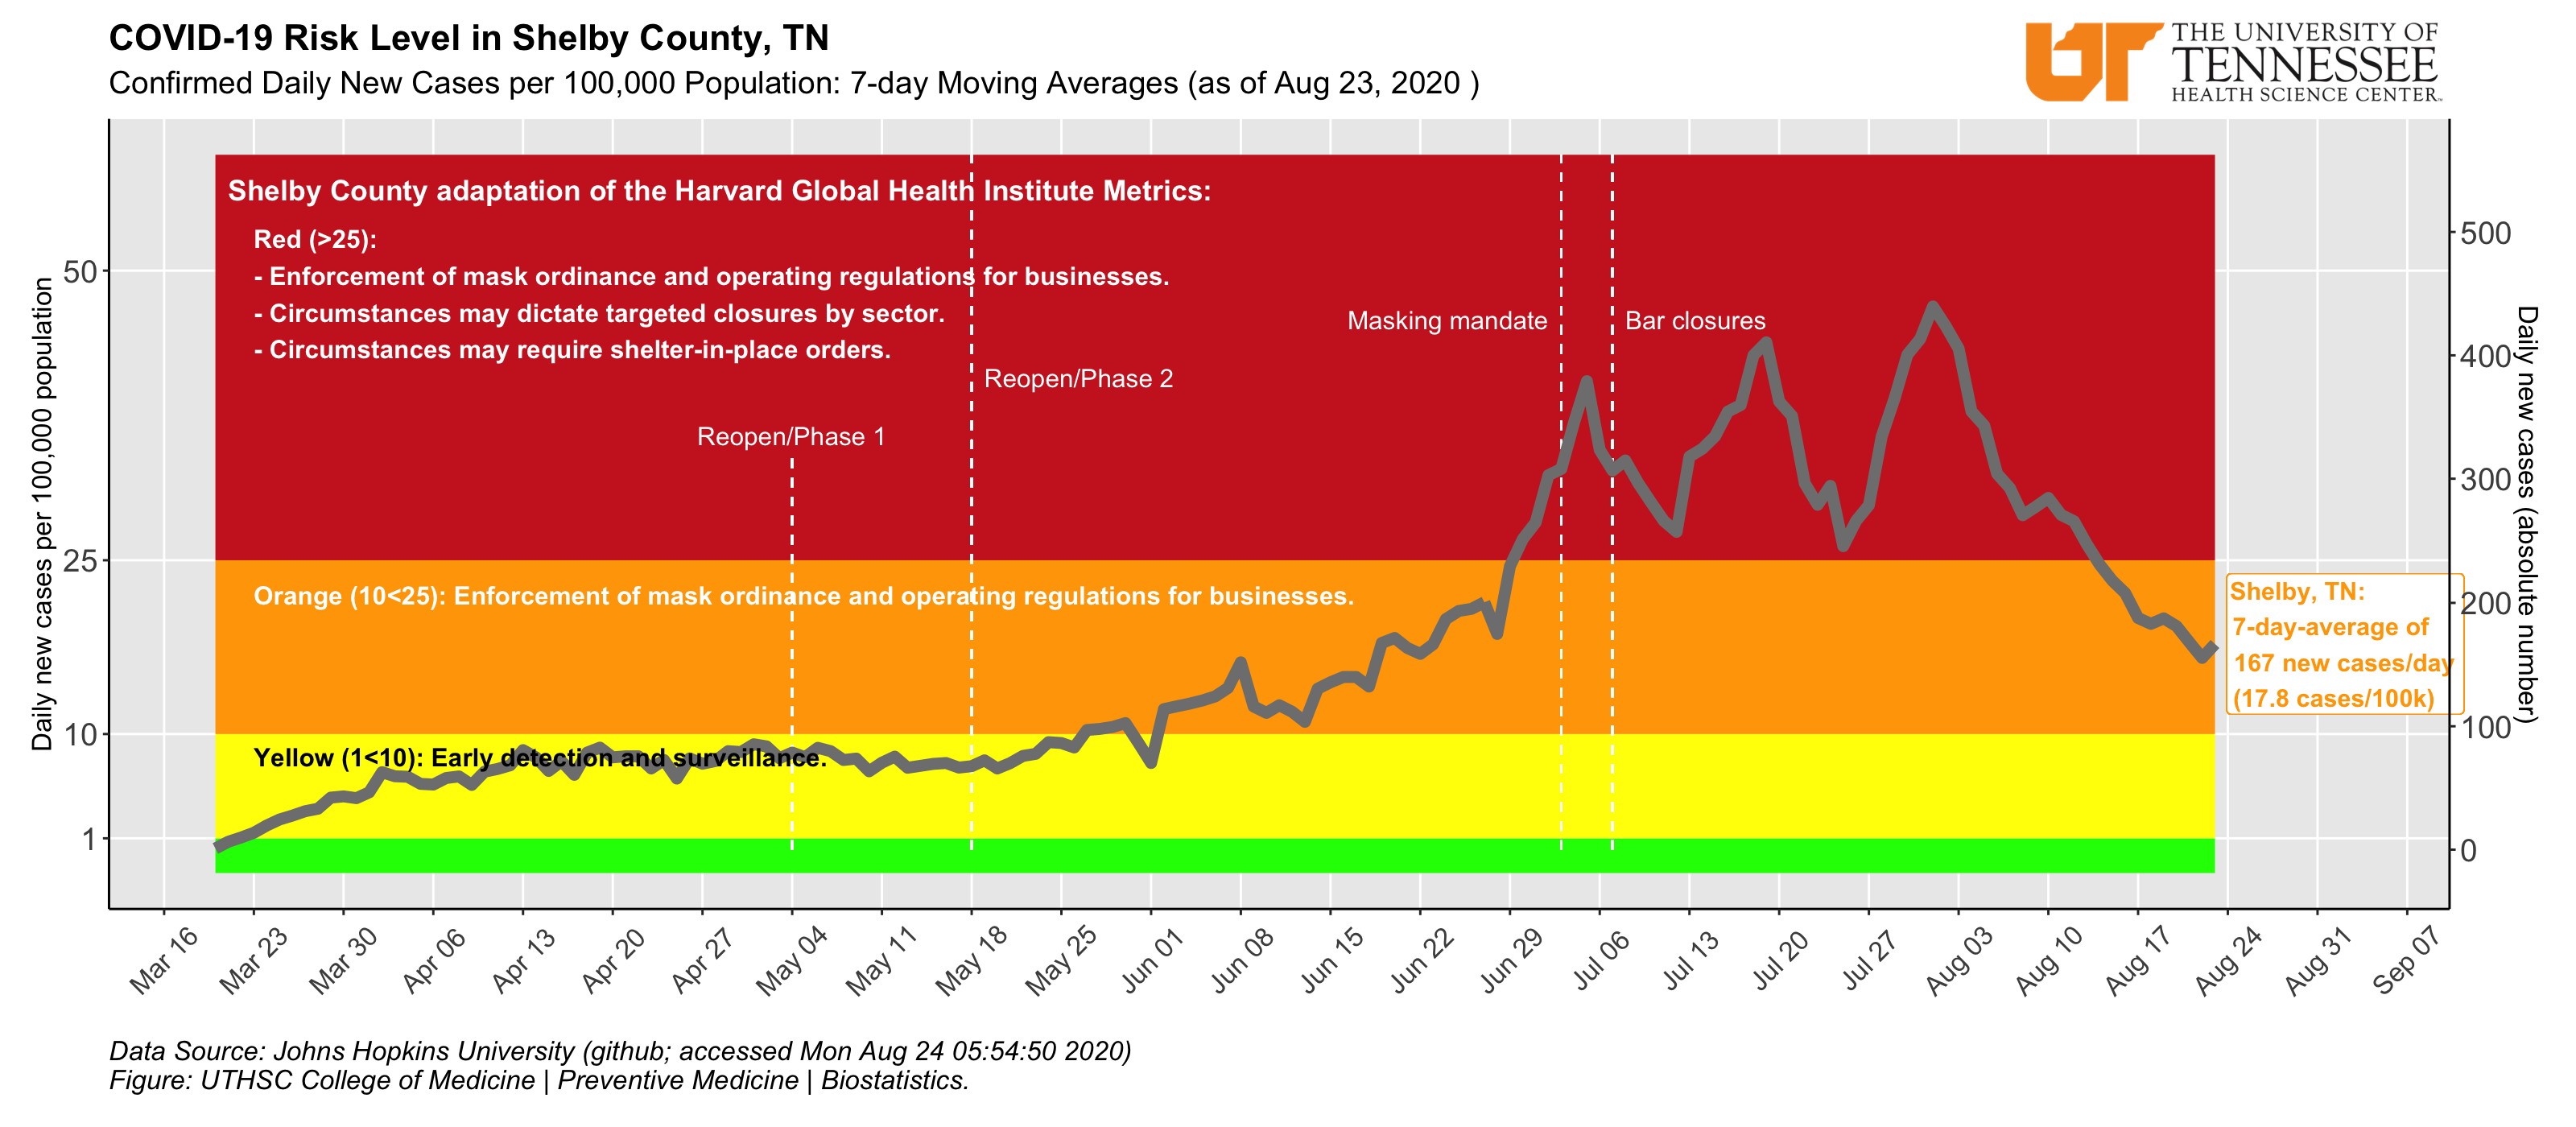 COVID-19 Risk Level in Shelby County, TN
Confirmed Daily New Cases per 100,000 Population: 7-day Moving Averages (as of Aug 23, 2020 )
THE UNIVERSITY OF
TENNESSEE
HEALTH SCIENCE CENTER™
Shelby County adaptation of the Harvard Global Health Institute Metrics:
Red (>25):
- Enforcement of mask ordinance and operating regulations for businesses.
- Circumstances may dictate targeted closures by sector.
- Circumstances may require shelter-in-place orders.
Masking mandate
Bar closures
Reopen/Phase 2
Reopen/Phase 1
Orange (10<25): Enforcement of mask ordinance and operating regulations for businesses.
Yellow (1<10): Early detection and surveillance.
Shelby, TN:
7-day-average of
167 new cases/day
(17.8 cases/100k)
Daily new cases per 100,000 population
50
25
10
1
Daily new cases (absolute number)
500
400
300
200
100
0
Mar 16
Mar 23
Mar 30
Apr 06
Apr 13
Apr 20
Apr 27
May 04
May 11
May 18
May 25
Jun 01
Jun 08
Jun 15
Jun 22
Jun 29
Jul 06
Jul 13
Jul 20
Jul 27
Aug 03
Aug 10
Aug 17
Aug 24
Aug 31
Sep 07
Data Source: Johns Hopkins University (github; accessed Mon Aug 24 05:54:50 2020)
Figure: UTHSC College of Medicine | Preventive Medicine | Biostatistics.